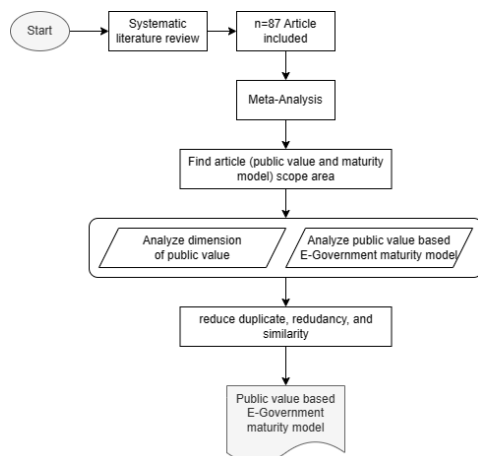 Start
Systematic
literature review
n=87 Article
included
Meta-Analysis
Find article (public value and maturity
model) scope area
Analyze dimension
of public value
Analyze public value based
E-Government maturity model
reduce duplicate, redudancy, and
similarity
Public value based
E-Government
maturity model